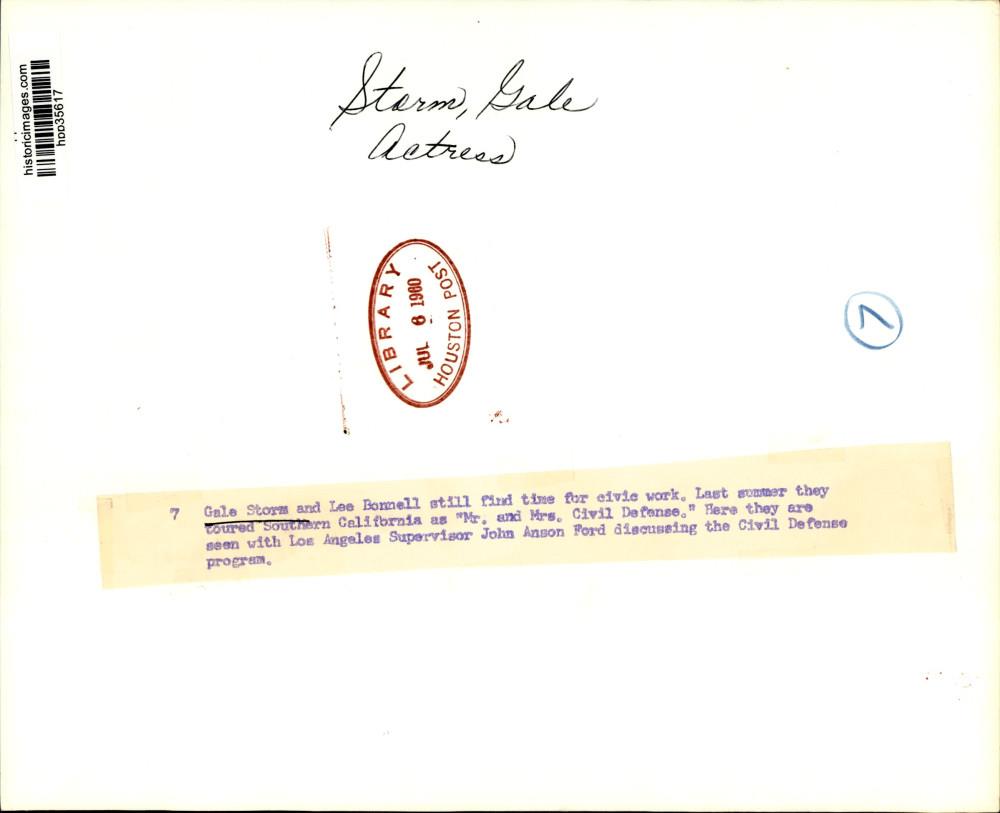 historicimages.com
hpp35617
Storm, Gale
Actress
LIBRARY
JUL 6 1960
HOUSTON POST
7
7 Gale Storm and Lee Bonnell still find time for civic work. Last summer they
toured Southern California as "Mr. and Mrs. Civil Defense." Here they are
seen with Los Angeles Supervisor John Anson Ford discussing the Civil Defense
program.